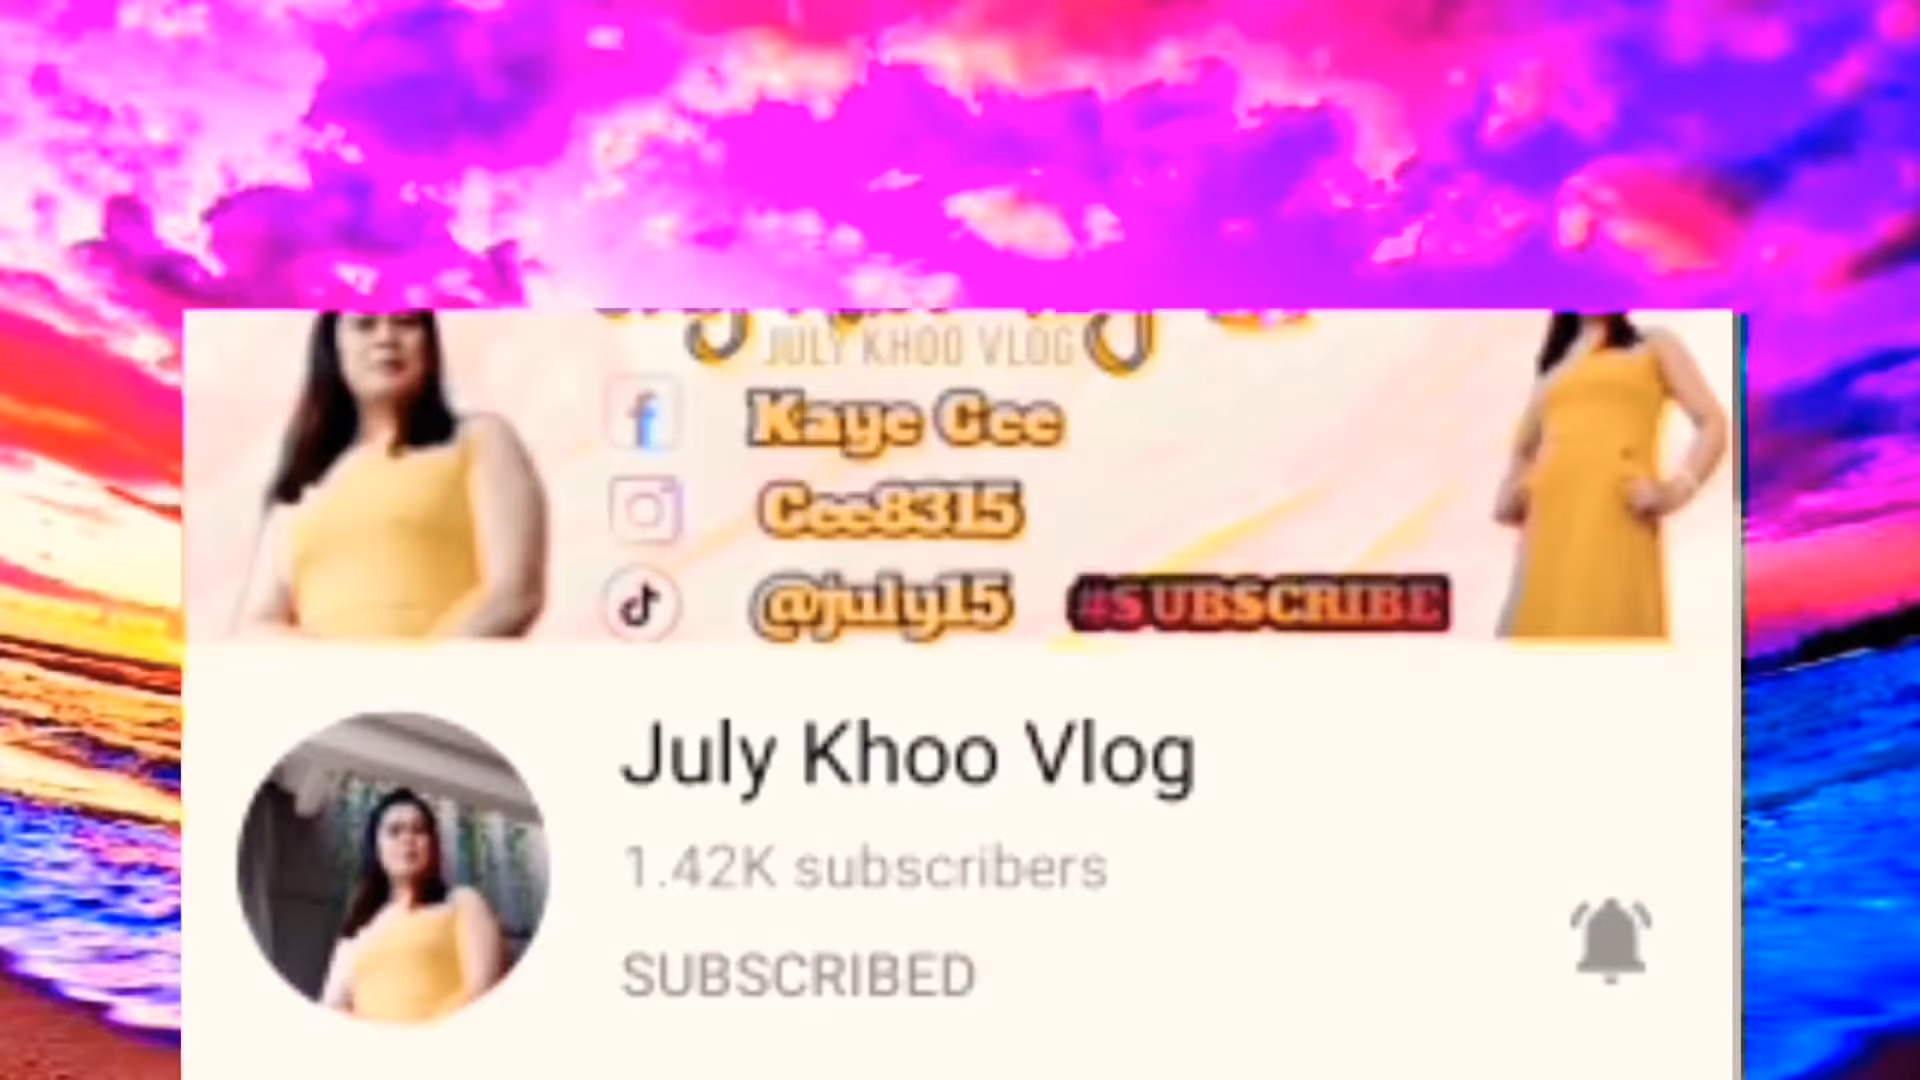 JULY KHOO VLOG
Kaye Cee
Cee8315
@july15
#SUBSCRIBE
July Khoo Vlog
1.42K subscribers
SUBSCRIBED